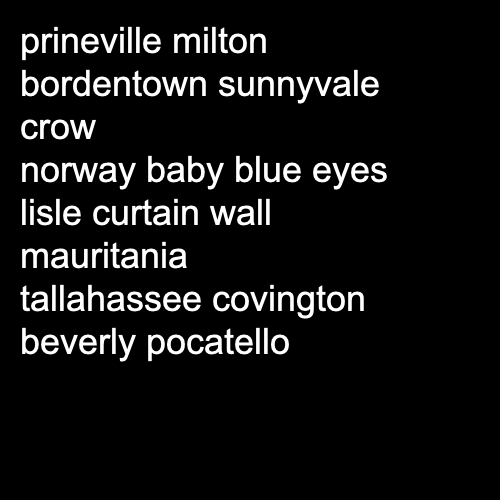 prineville milton
bordentown sunnyvale
crow
norway baby blue eyes
lisle curtain wall
mauritania
tallahassee covington
beverly pocatello